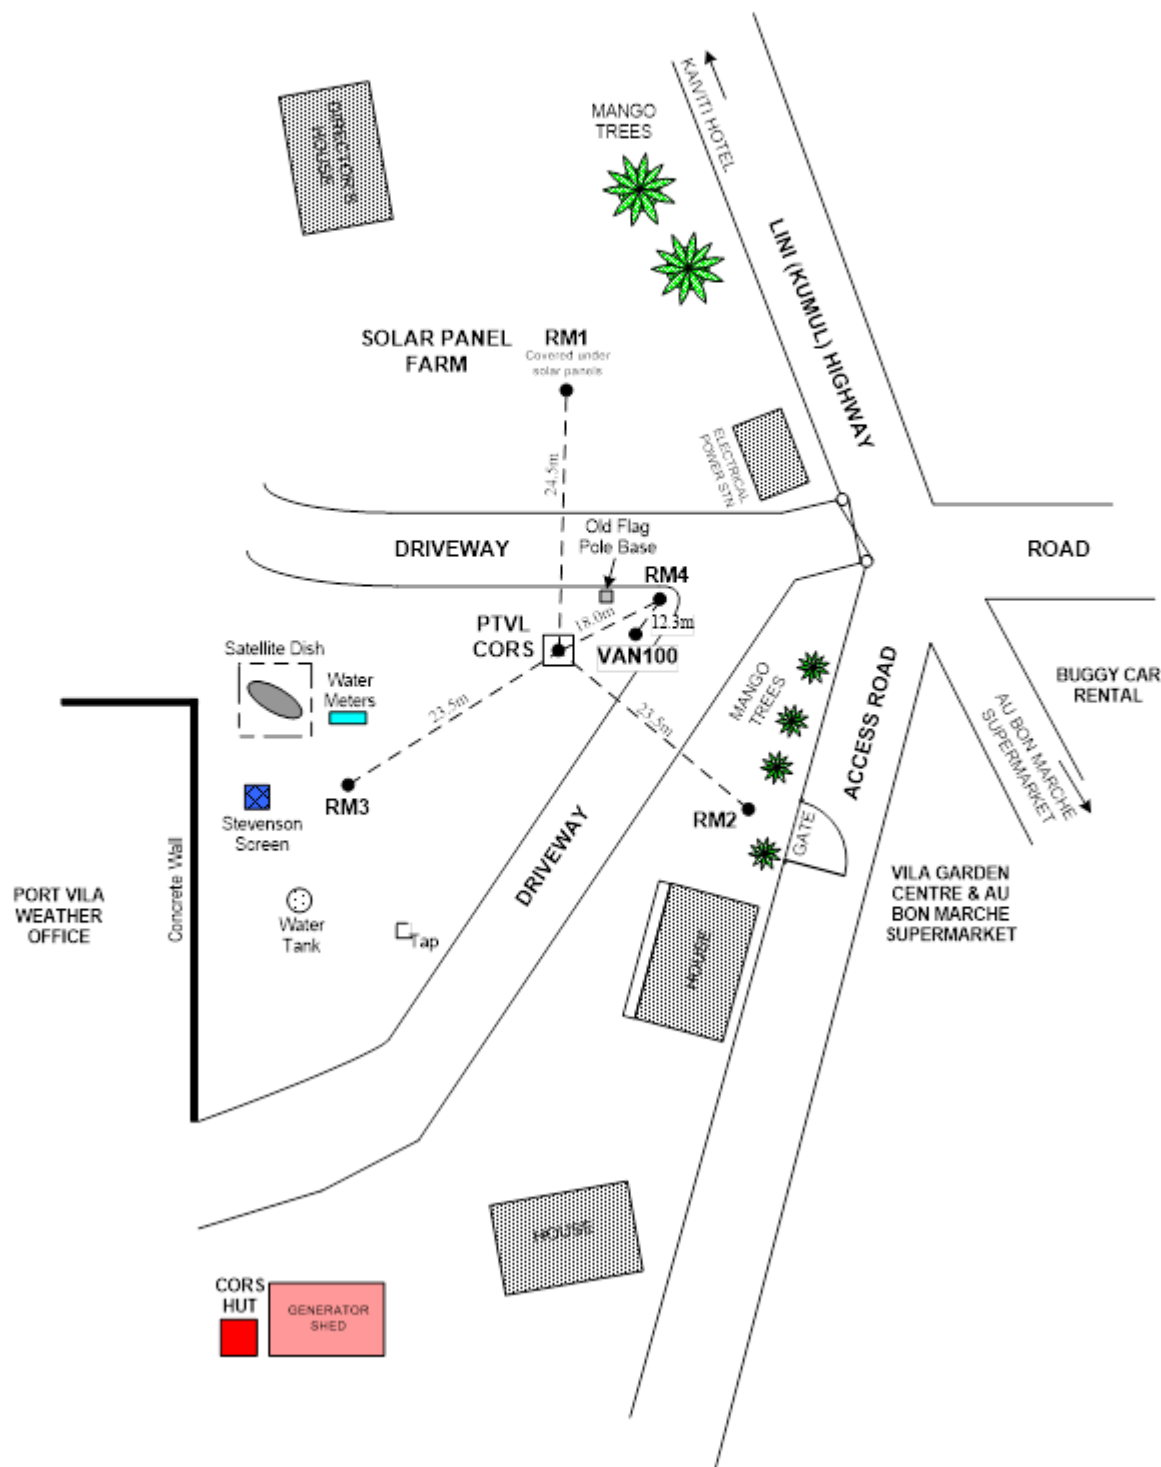 KAIVITI HOTEL
MANGO
TREES
DIRECTORS
HOUSE
LINI (KUMUL) HIGHWAY
SOLAR PANEL
FARM
RM1
Covered under
solar panels
ELECTRICAL
POWER STN
24.5m
Old Flag
Pole Base
DRIVEWAY
ROAD
RM4
18.0m
12.3m
PTVL
CORS
VAN100
Satellite Dish
Water
Meters
23.5m
23.5m
MANGO
TREES
ACCESS ROAD
BUGGY CAR
RENTAL
AU BON MARCHE
SUPERMARKET
RM3
RM2
GATE
Stevenson
Screen
DRIVEWAY
Concrete Wall
PORT VILA
WEATHER
OFFICE
VILA GARDEN
CENTRE & AU
BON MARCHE
SUPERMARKET
Water
Tank
Tap
HOUSE
HOUSE
CORS
HUT
GENERATOR
SHED